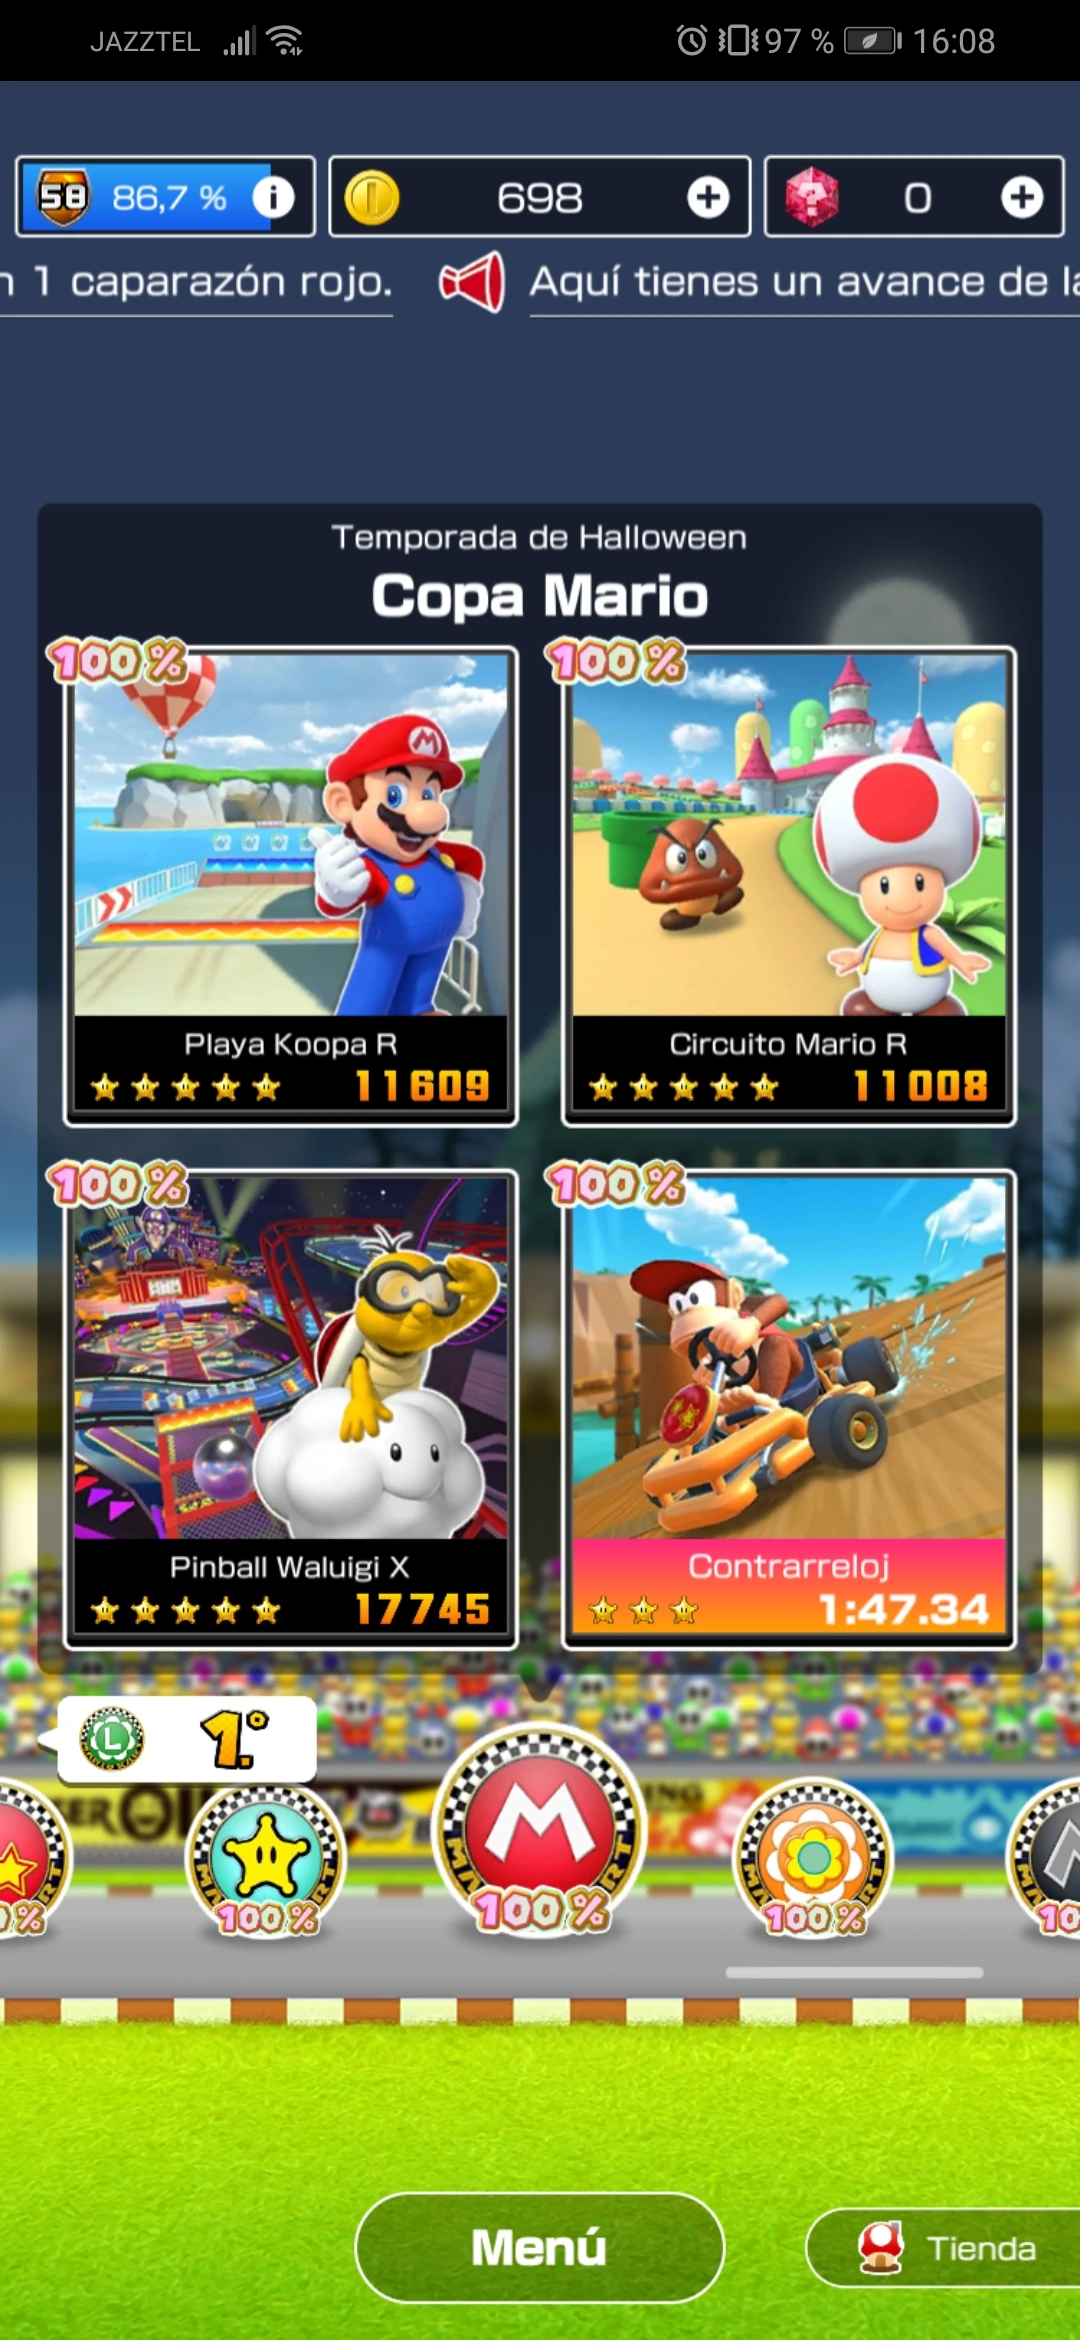 JAZZTEL 97 % 16:08
58 86,7 % i 698 + 0 +
1 caparazón rojo. Aquí tienes un avance de
Temporada de Halloween
Copa Mario
100% 100%
Playa Koopa R Circuito Mario R
11609 11008
100% 100%
Pinball Waluigi X Contrarreloj
17745 1:47.34
L 1.º
M
100% 100% 100%
Menú Tienda